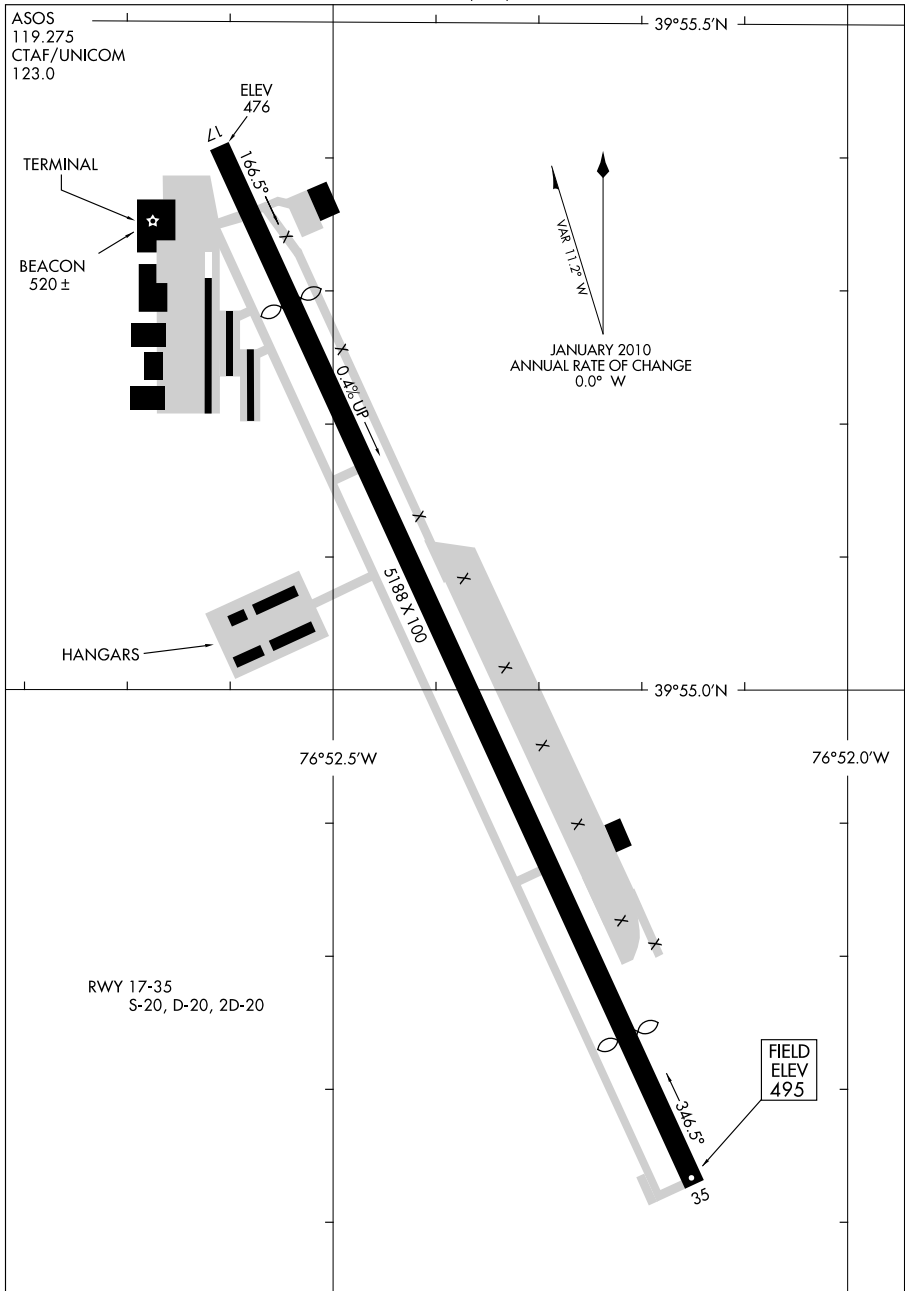 ASOS
119.275
CTAF/UNICOM
123.0
39°55.5'N
ELEV
476
17
TERMINAL
166.5°
BEACON
520 ±
VAR 11.2° W
JANUARY 2010
ANNUAL RATE OF CHANGE
0.0° W
X
X
0.4% UP
X
X
5188 X 100
HANGARS
X
39°55.0'N
X
76°52.5'W
76°52.0'W
X
X
X
RWY 17-35
S-20, D-20, 2D-20
FIELD
ELEV
495
346.5°
35